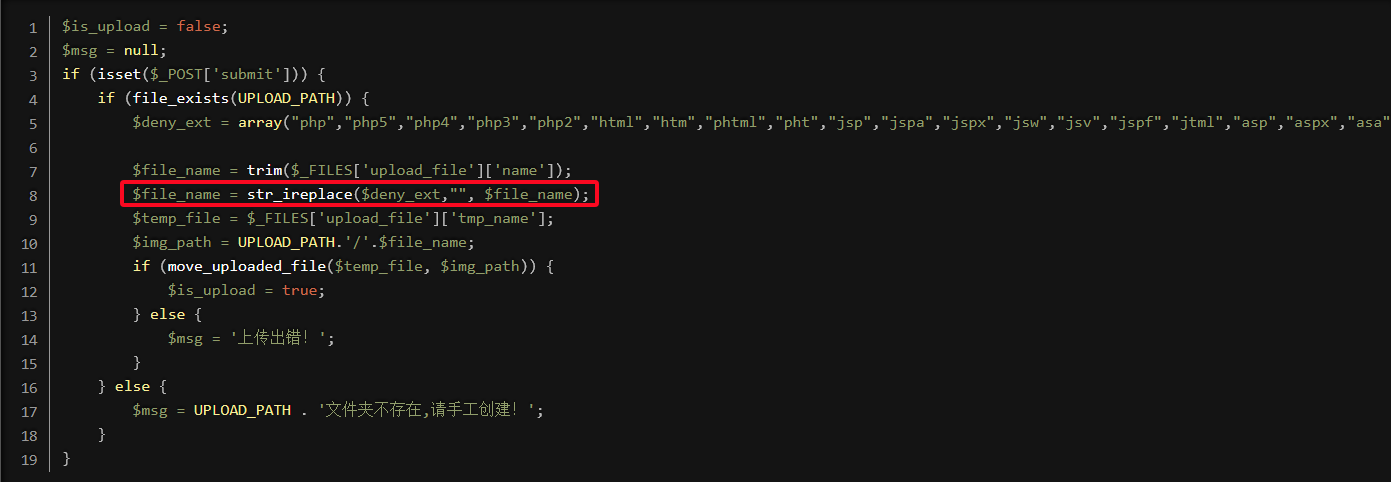 1 $is_upload = false;
2 $msg = null;
3 if (isset($_POST['submit'])) {
4 if (file_exists(UPLOAD_PATH)) {
5 $deny_ext = array("php","php5","php4","php3","php2","html","htm","phtml","pht","jsp","jspa","jspx","jsw","jsv","jspf","jtml","asp","aspx","asa"
6
7 $file_name = trim($_FILES['upload_file']['name']);
8 $file_name = str_ireplace($deny_ext,"", $file_name);
9 $temp_file = $_FILES['upload_file']['tmp_name'];
10 $img_path = UPLOAD_PATH.'/'.$file_name;
11 if (move_uploaded_file($temp_file, $img_path)) {
12 $is_upload = true;
13 } else {
14 $msg = '上传出错！';
15 }
16 } else {
17 $msg = UPLOAD_PATH . '文件夹不存在,请手工创建！';
18 }
19 }